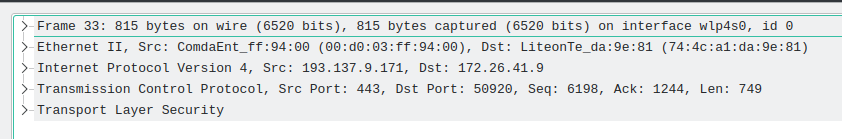 Frame 33: 815 bytes on wire (6520 bits), 815 bytes captured (6520 bits) on interface wlp4s0, id 0
Ethernet II, Src: ComdaEnt_ff:94:00 (00:d0:03:ff:94:00), Dst: LiteonTe_da:9e:81 (74:4c:a1:da:9e:81)
Internet Protocol Version 4, Src: 193.137.9.171, Dst: 172.26.41.9
Transmission Control Protocol, Src Port: 443, Dst Port: 50920, Seq: 6198, Ack: 1244, Len: 749
Transport Layer Security